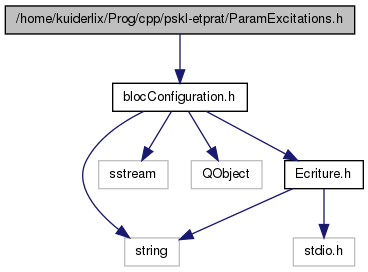 /home/kuiderlix/Prog/cpp/pskl-etprat/ParamExcitations.h
blocConfiguration.h
sstream
QObject
Ecriture.h
string
stdio.h